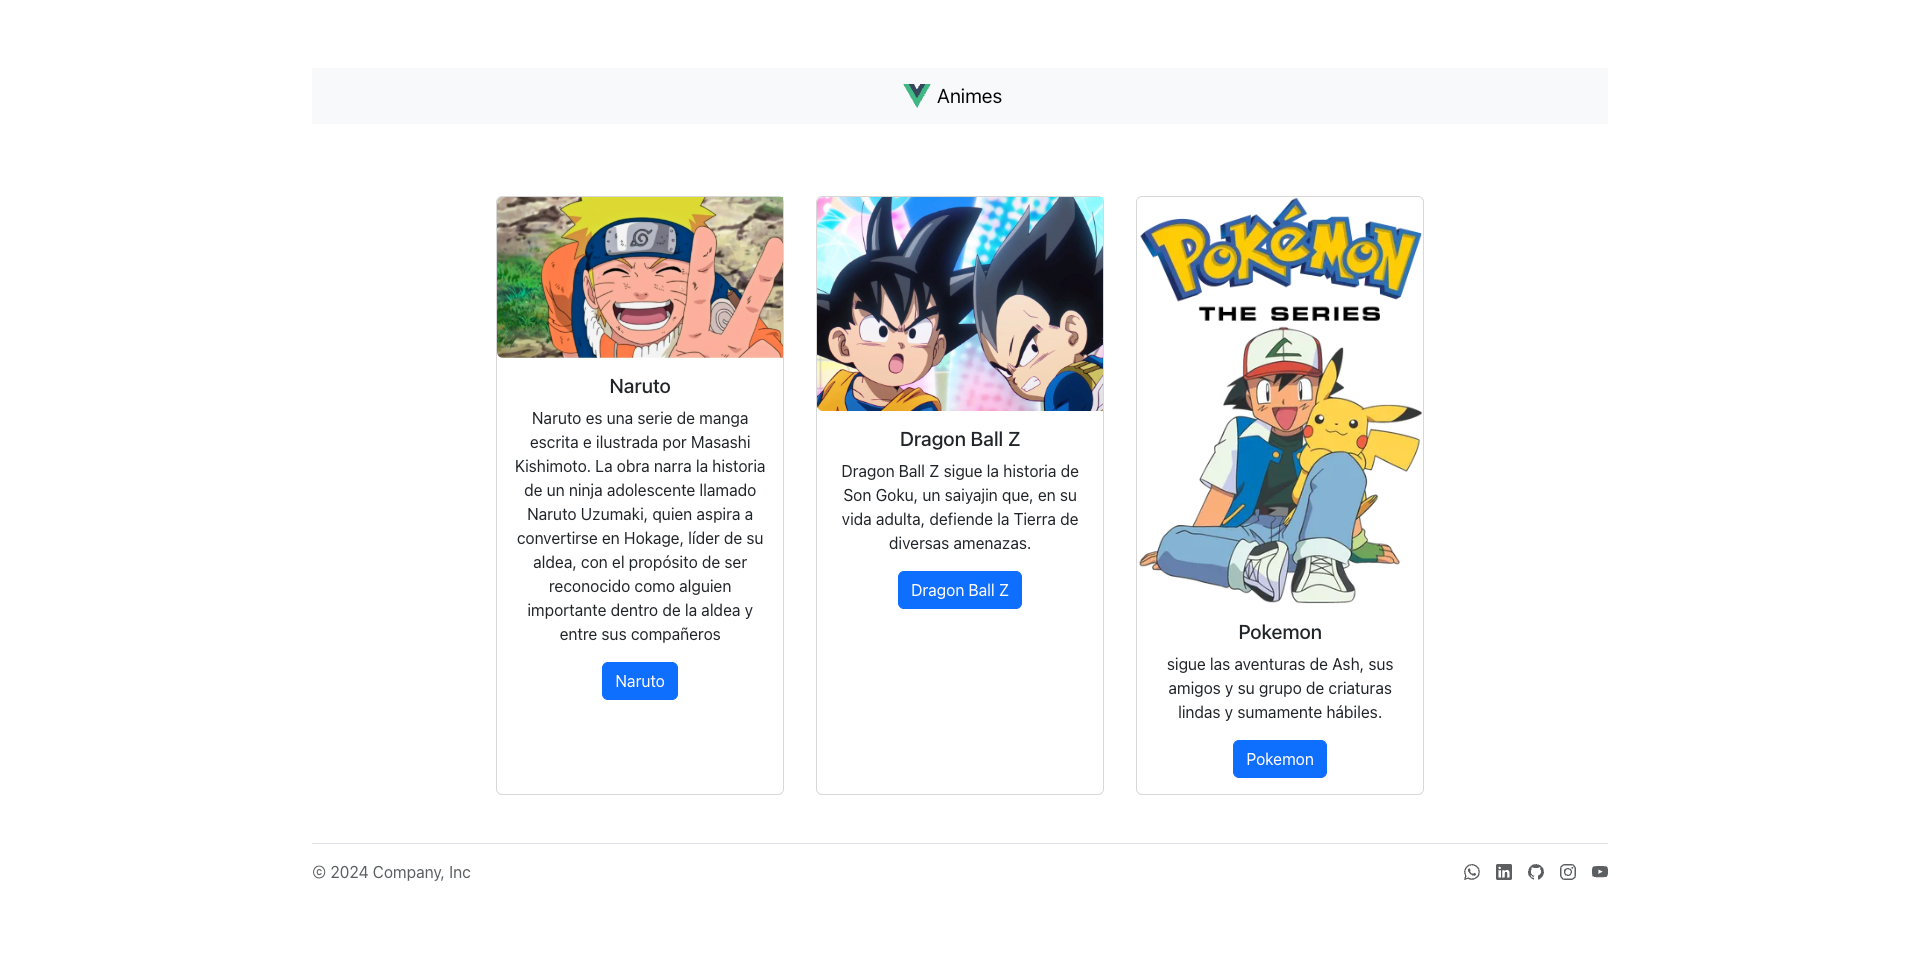 Animes
Naruto
Naruto es una serie de manga
escrita e ilustrada por Masashi
Kishimoto. La obra narra la historia
de un ninja adolescente llamado
Naruto Uzumaki, quien aspira a
convertirse en Hokage, líder de su
aldea, con el propósito de ser
reconocido como alguien
importante dentro de la aldea y
entre sus compañeros
Naruto
Dragon Ball Z
Dragon Ball Z sigue la historia de
Son Goku, un saiyajin que, en su
vida adulta, defiende la Tierra de
diversas amenazas.
Dragon Ball Z
POKéMON
THE SERIES
Pokemon
sigue las aventuras de Ash, sus
amigos y su grupo de criaturas
lindas y sumamente hábiles.
Pokemon
© 2024 Company, Inc